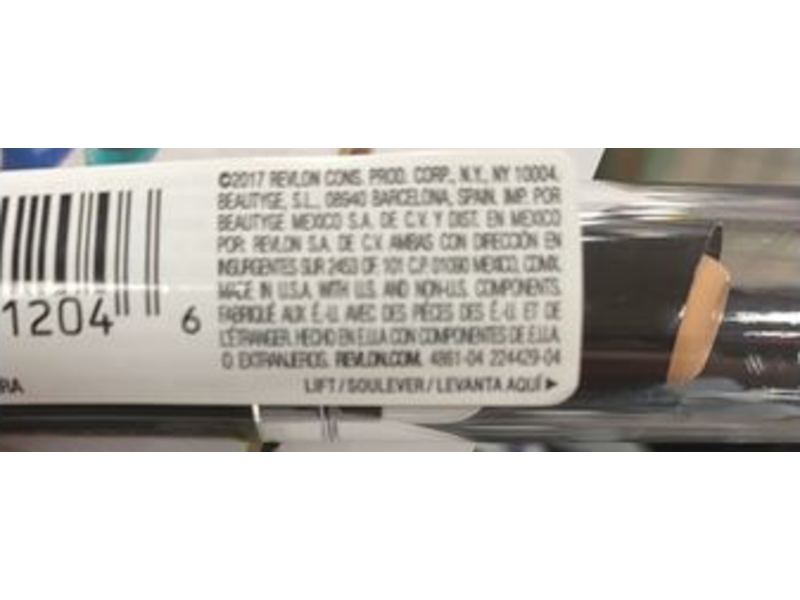 ©2017 REVLON CONS. PROD. CORP., N.Y., NY 10004.
BEAUTYGE, S.L., 08940 BARCELONA, SPAIN. IMP. POR
BEAUTYGE MEXICO S.A. DE C.V. Y DIST. EN MEXICO
POR: REVLON S.A. DE C.V. AMBAS CON DIRECCIÓN EN
INSURGENTES SUR 2453 OF. 101 C.P. 01090 MEXICO, CDMX.
MADE IN U.S.A. WITH U.S. AND NON-U.S. COMPONENTS.
FABRIQUÉ AUX É.-U. AVEC DES PIÈCES DES É.-U. ET DE
L'ÉTRANGER. HECHO EN E.U.A CON COMPONENTES DE E.U.A.
O EXTRANJEROS. REVLON.COM. 4861-04 224429-04
LIFT/SOULEVER/LEVANTA AQUÍ ►
1204 6
RA